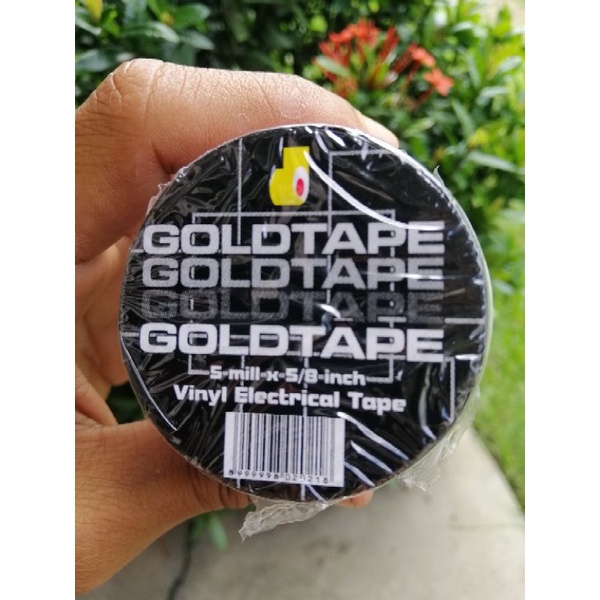 GOLDTAPE
GOLDTAPE
GOLDTAPE
GOLDTAPE
5-mill-x-5/8-inch
Vinyl Electrical Tape